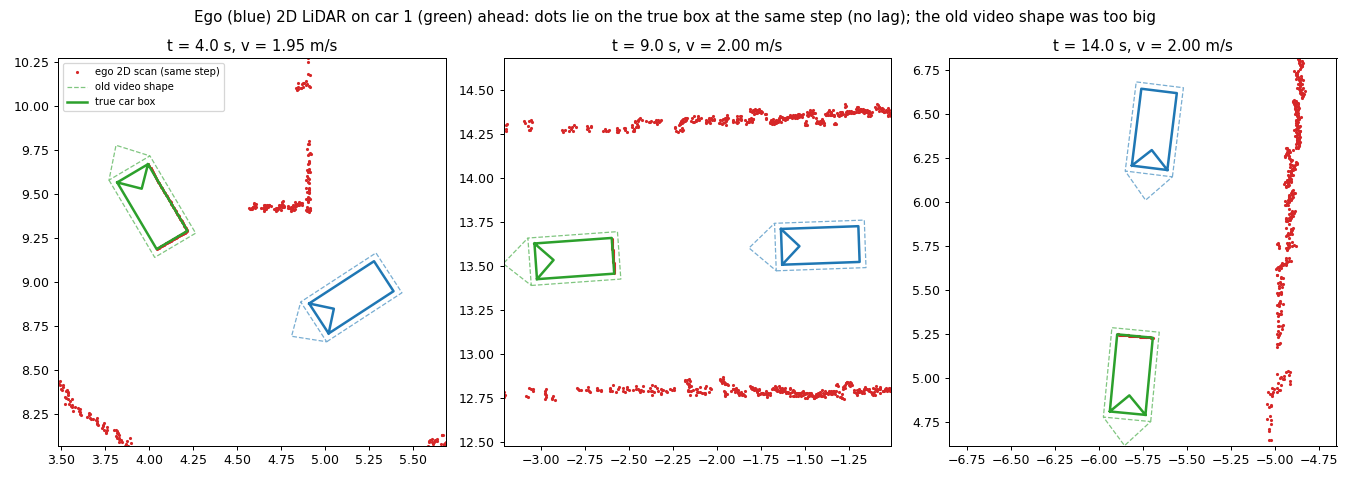 Ego (blue) 2D LiDAR on car 1 (green) ahead: dots lie on the true box at the same step (no lag); the old video shape was too big
t = 4.0 s, v = 1.95 m/s
t = 9.0 s, v = 2.00 m/s
t = 14.0 s, v = 2.00 m/s
ego 2D scan (same step)
old video shape
true car box
10.25
10.00
9.75
9.50
9.25
9.00
8.75
8.50
8.25
3.50 3.75 4.00 4.25 4.50 4.75 5.00 5.25 5.50
14.50
14.25
14.00
13.75
13.50
13.25
13.00
12.75
12.50
−3.00 −2.75 −2.50 −2.25 −2.00 −1.75 −1.50 −1.25
6.75
6.50
6.25
6.00
5.75
5.50
5.25
5.00
4.75
−6.75 −6.50 −6.25 −6.00 −5.75 −5.50 −5.25 −5.00 −4.75